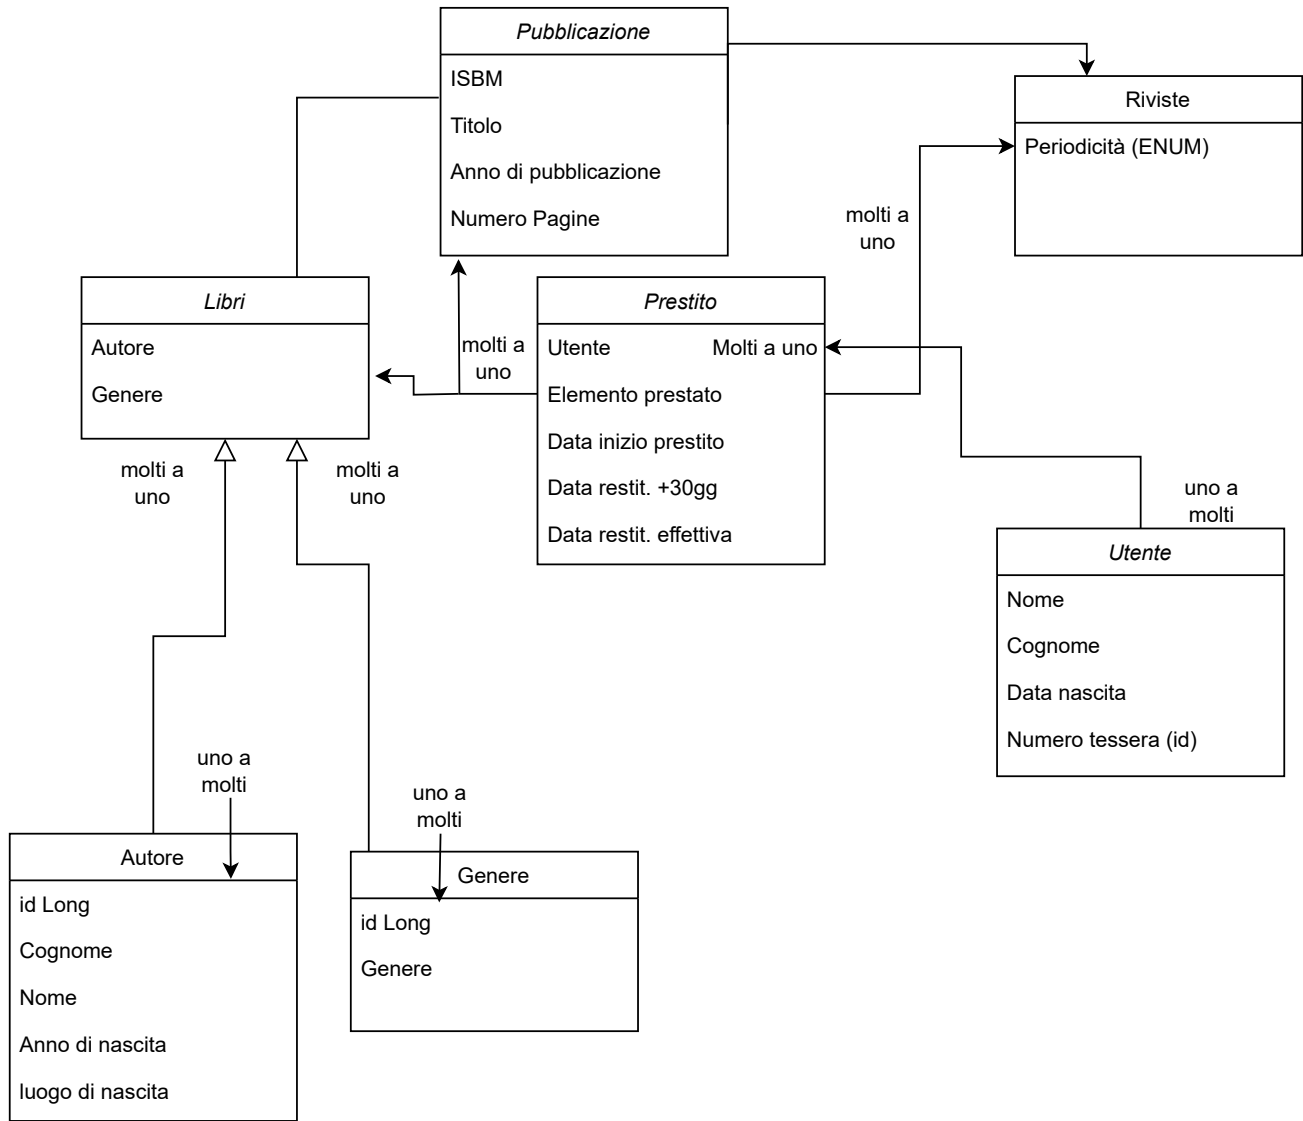 Pubblicazione
ISBM
Titolo
Anno di pubblicazione
Numero Pagine
Riviste
Periodicità (ENUM)
molti a
uno
Libri
Autore
Genere
molti a
uno
Prestito
Utente
Molti a uno
Elemento prestato
Data inizio prestito
Data restit. +30gg
Data restit. effettiva
molti a
uno
molti a
uno
uno a
molti
Utente
Nome
Cognome
Data nascita
Numero tessera (id)
uno a
molti
Autore
id Long
Cognome
Nome
Anno di nascita
luogo di nascita
uno a
molti
Genere
id Long
Genere